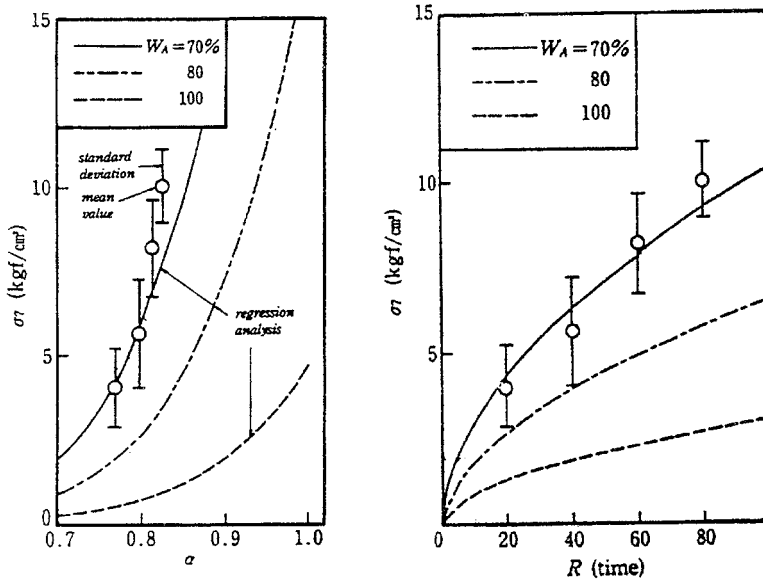 15
W_A=70%
80
100
standard
deviation
mean
value
10
regression
analysis
5
0
σ_η (kgf/cm²)
0.7 0.8 0.9 1.0
α
15
W_A=70%
80
100
10
5
0
σ_η (kgf/cm²)
20 40 60 80
R (time)